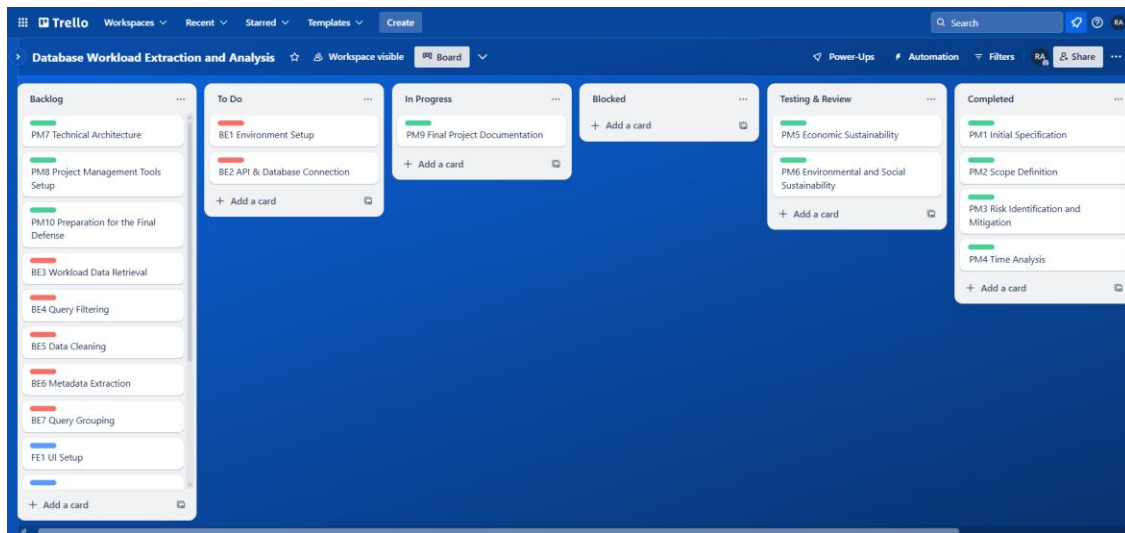 Trello Workspaces Recent Starred Templates Create Search RA
Database Workload Extraction and Analysis Workspace visible Board Power-Ups Automation Filters RA Share
Backlog
PM7 Technical Architecture
PM8 Project Management Tools
Setup
PM10 Preparation for the Final
Defense
BE3 Workload Data Retrieval
BE4 Query Filtering
BE5 Data Cleaning
BE6 Metadata Extraction
BE7 Query Grouping
FE1 UI Setup
+ Add a card
To Do
BE1 Environment Setup
BE2 API & Database Connection
+ Add a card
In Progress
PM9 Final Project Documentation
+ Add a card
Blocked
+ Add a card
Testing & Review
PM5 Economic Sustainability
PM6 Environmental and Social
Sustainability
+ Add a card
Completed
PM1 Initial Specification
PM2 Scope Definition
PM3 Risk Identification and
Mitigation
PM4 Time Analysis
+ Add a card